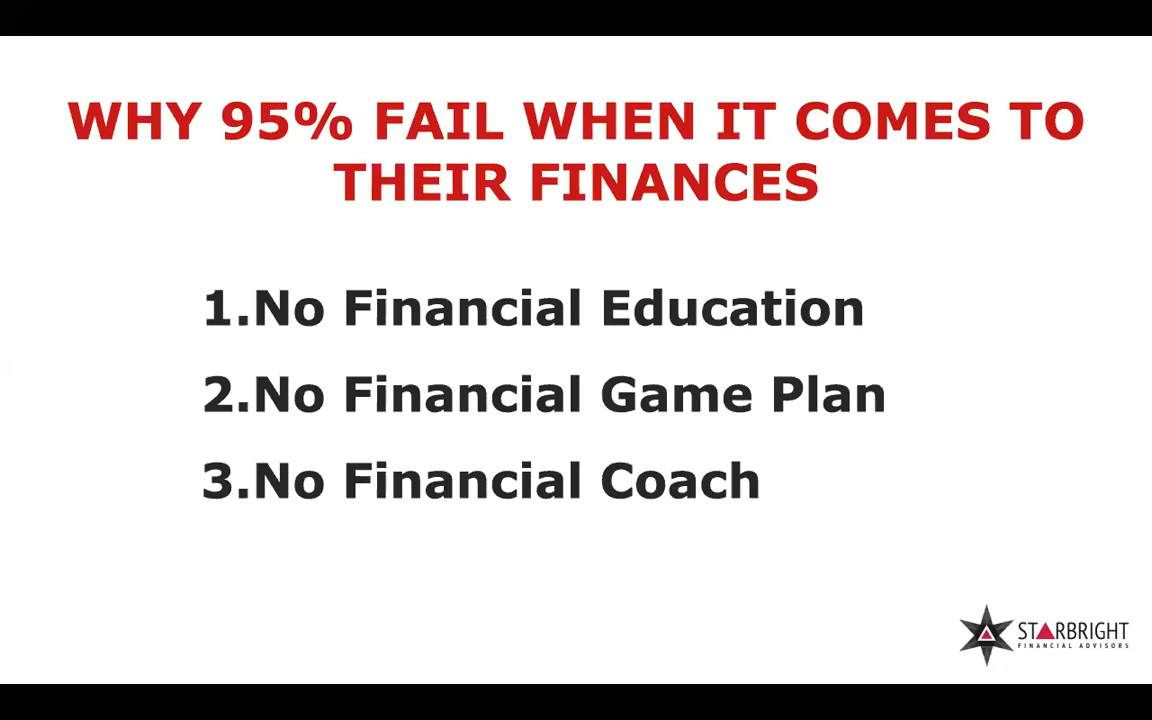 WHY 95% FAIL WHEN IT COMES TO
THEIR FINANCES
1.No Financial Education
2.No Financial Game Plan
3.No Financial Coach
STARBRIGHT
FINANCIAL ADVISORS